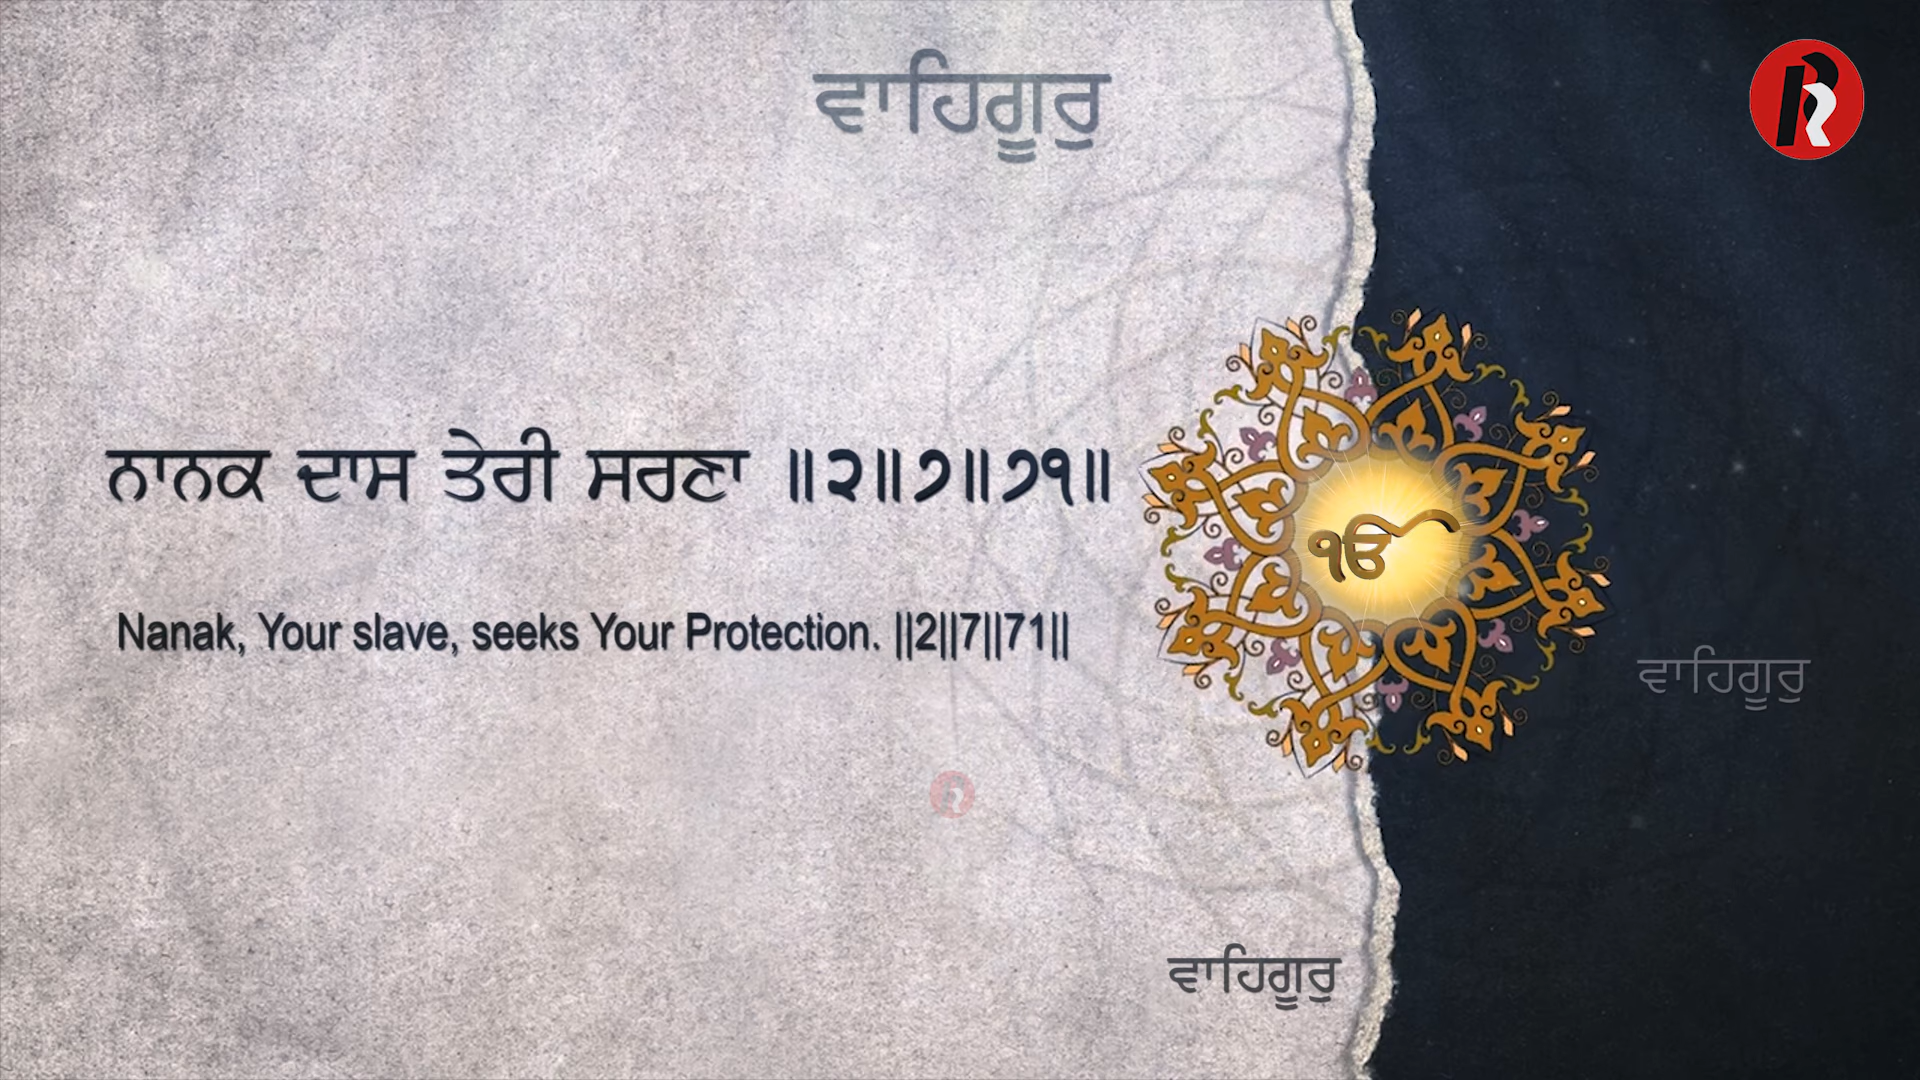 ਵਾਹਿਗੂਰੁ
ਨਾਨਕ ਦਾਸ ਤੇਰੀ ਸਰਣਾ ॥੨॥੭॥੭੧॥
ੴ
Nanak, Your slave, seeks Your Protection. ||2||7||71||
ਵਾਹਿਗੂਰੁ
ਵਾਹਿਗੂਰੁ